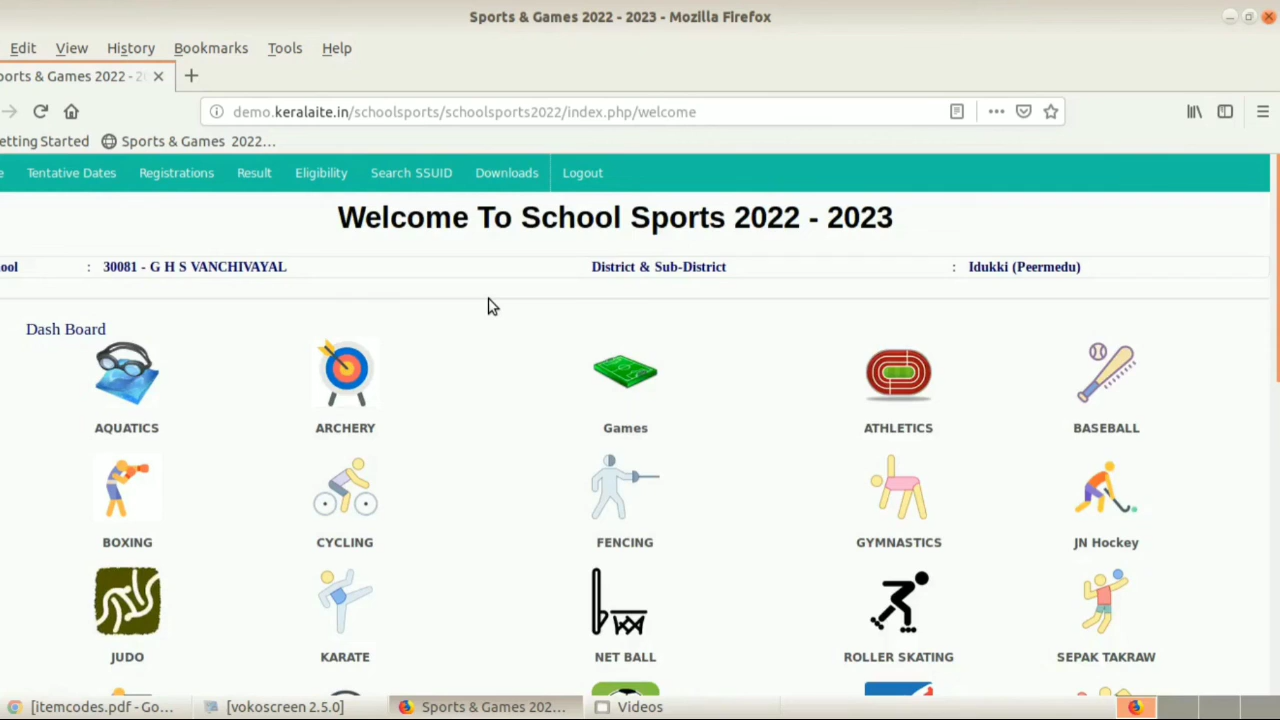 Sports & Games 2022 - 2023 - Mozilla Firefox
Edit View History Bookmarks Tools Help
ports & Games 2022 - 2
demo.keralaite.in/schoolsports/schoolsports2022/index.php/welcome
etting Started Sports & Games 2022…
e Tentative Dates Registrations Result Eligibility Search SSUID Downloads Logout
Welcome To School Sports 2022 - 2023
ool : 30081 - G H S VANCHIVAYAL District & Sub-District : Idukki (Peermedu)
Dash Board
AQUATICS ARCHERY Games ATHLETICS BASEBALL
BOXING CYCLING FENCING GYMNASTICS JN Hockey
JUDO KARATE NET BALL ROLLER SKATING SEPAK TAKRAW
[itemcodes.pdf - Go... [vokoscreen 2.5.0] Sports & Games 202... Videos